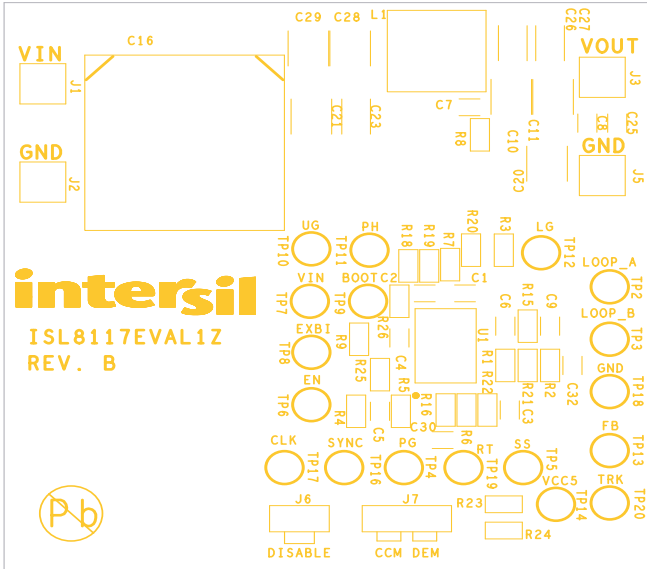 C29 C28 L1 C26 C27
C16
VIN VOUT
J1 J3
C7 C21 C23 R8 C10 C11 C8 C25
GND GND
J2 C20 J5
UG PH R18 R19 R7 R20 R3 LG
TP10 TP11 TP12
LOOP_A
VIN BOOT C2 C1 TP2
intersil
TP7 TP9 R26 C6 R15 C9 LOOP_B
ISL8117EVAL1Z EXBI R9 U1 TP3
REV. B TP8 C4 R1 R2
EN R25 R5 R22 R21 C32 GND
TP6 R4 C5 R16 C3 TP18
C30 R6 FB
CLK SYNC PG RT SS TP13
TP17 TP16 TP4 TP19 TP5 VCC5 TRK
Pb J6 J7 R23 TP14 TP20
R24
DISABLE CCM DEM